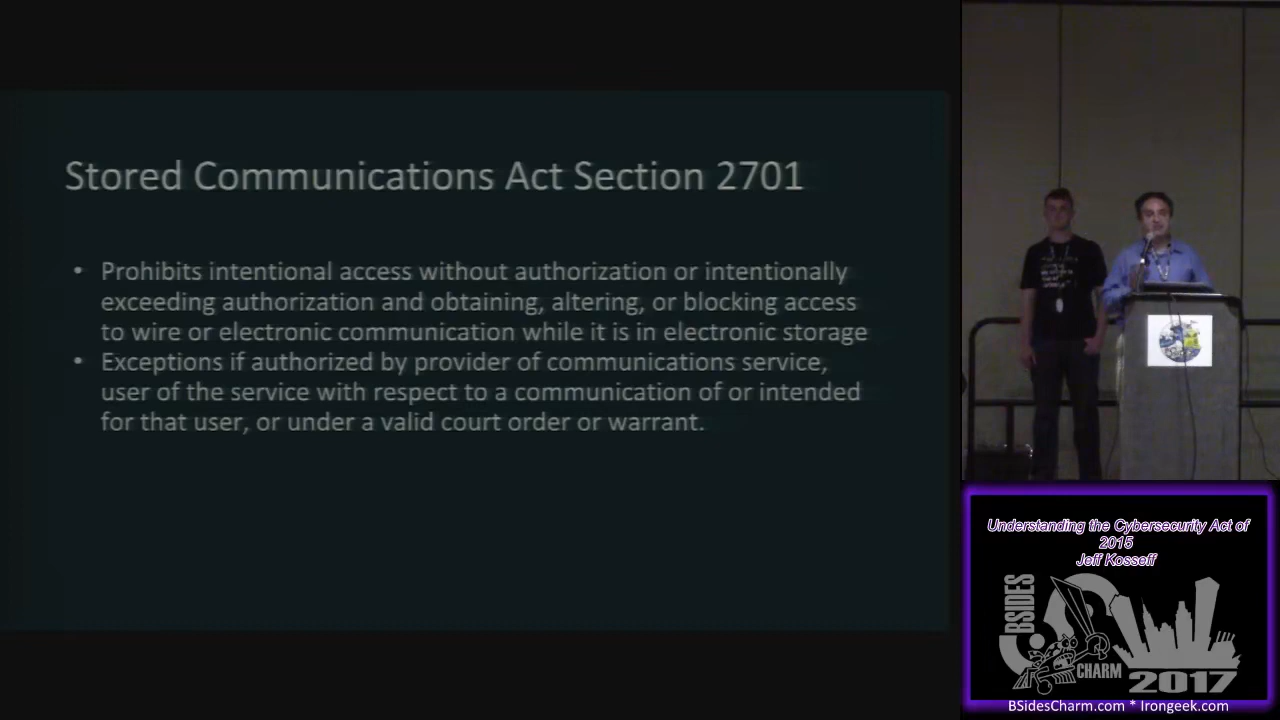 Stored Communications Act Section 2701
• Prohibits intentional access without authorization or intentionally
exceeding authorization and obtaining, altering, or blocking access
to wire or electronic communication while it is in electronic storage
• Exceptions if authorized by provider of communications service,
user of the service with respect to a communication of or intended
for that user, or under a valid court order or warrant.
Understanding the Cybersecurity Act of
2015
Jeff Kosseff
BSIDES
CHARM
2017
BSidesCharm.com * Irongeek.com